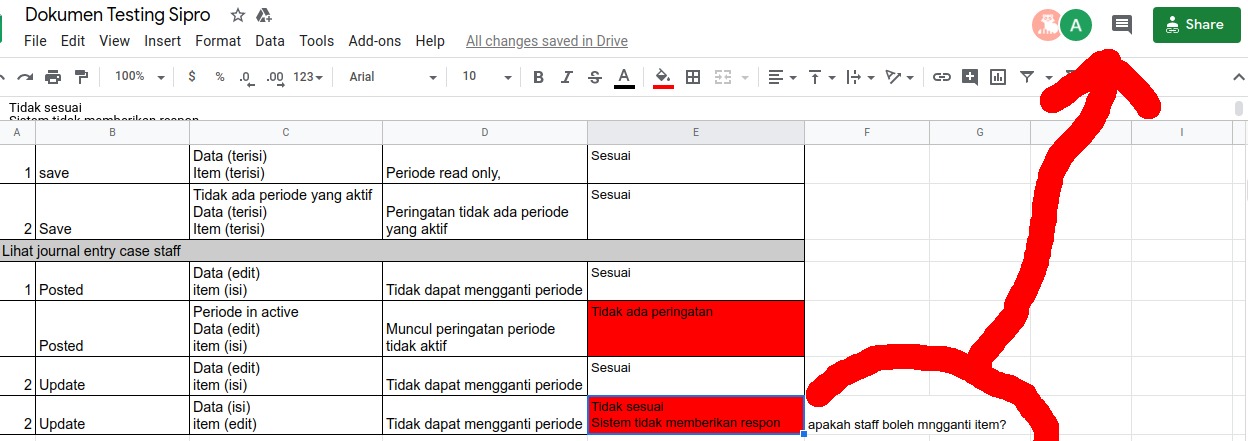 Dokumen Testing Sipro
File Edit View Insert Format Data Tools Add-ons Help All changes saved in Drive
A
Share
100% $ % .0 .00 123 Arial 10 B I S A
Tidak sesuai
Sistem tidak memberikan respon
A B C D E F G I
1 save Data (terisi)
Item (terisi) Periode read only, Sesuai
2 Save Tidak ada periode yang aktif
Data (terisi)
Item (terisi) Peringatan tidak ada periode
yang aktif Sesuai
Lihat journal entry case staff
1 Posted Data (edit)
item (isi) Tidak dapat mengganti periode Sesuai
Posted Periode in active
Data (edit)
item (isi) Muncul peringatan periode
tidak aktif Tidak ada peringatan
2 Update Data (edit)
item (isi) Tidak dapat mengganti periode Sesuai
2 Update Data (isi)
item (edit) Tidak dapat mengganti periode Tidak sesuai
Sistem tidak memberikan respon apakah staff boleh mngganti item?